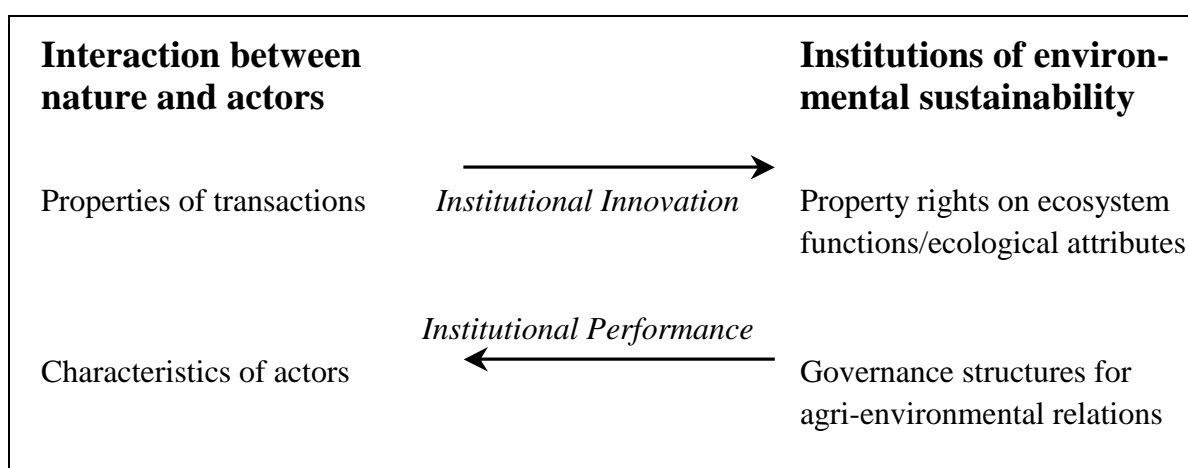 Interaction between
nature and actors
Institutions of environ-
mental sustainability
Properties of transactions
Institutional Innovation
Property rights on ecosystem
functions/ecological attributes
Institutional Performance
Characteristics of actors
Governance structures for
agri-environmental relations